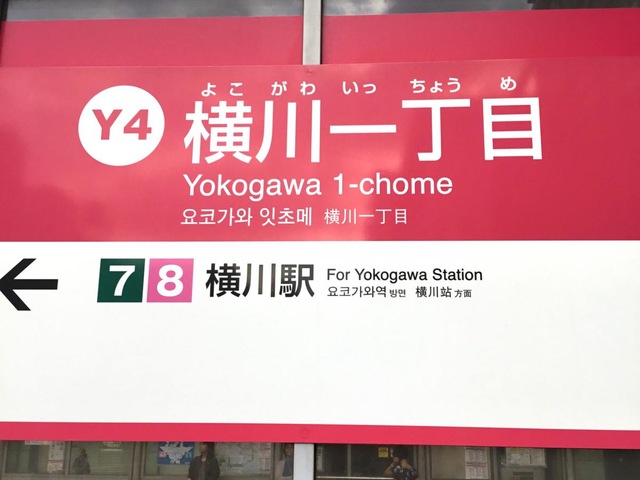 よこ がわ いっ ちょう め
Y4 横川一丁目
Yokogawa 1-chome
요코가와 잇초메 横川一丁目
7 8 横川駅 For Yokogawa Station
요코가와역 방면 横川站 方面